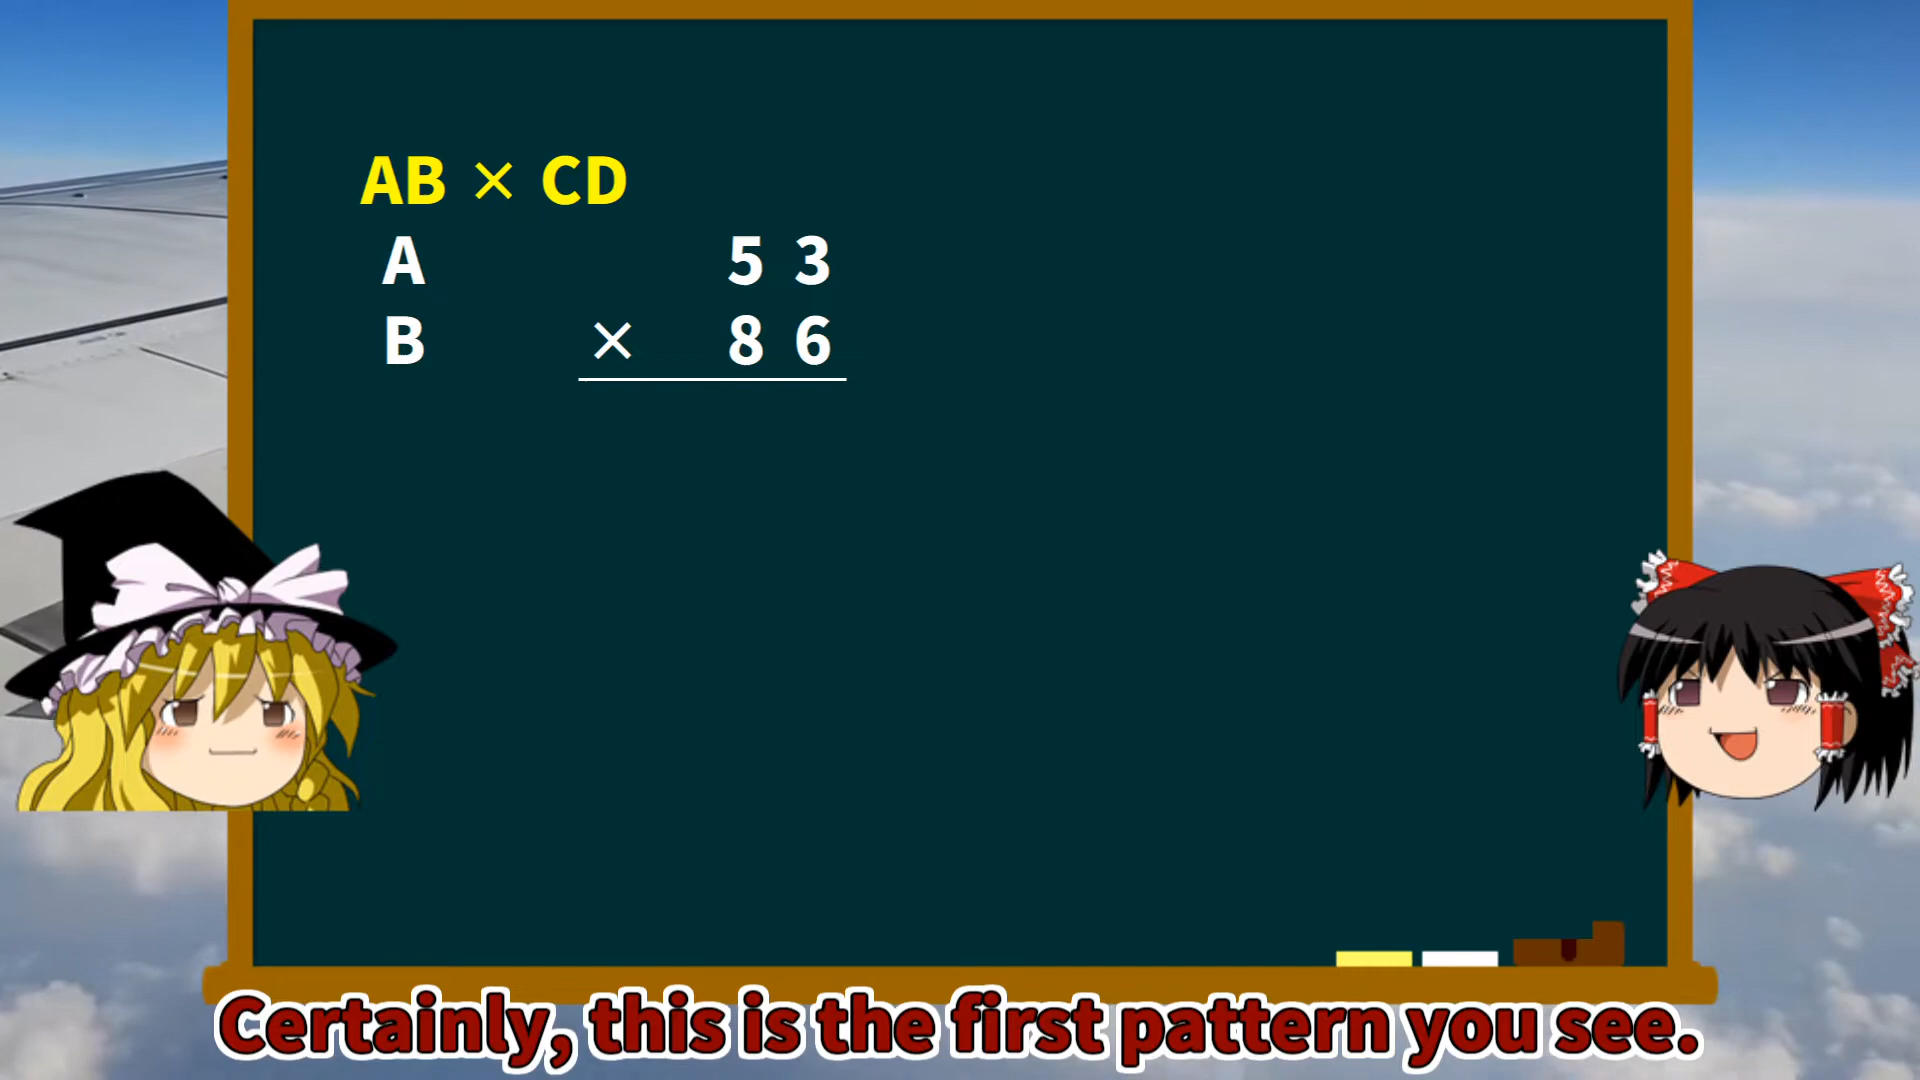 AB × CD
A 5 3
B × 8 6
Certainly, this is the first pattern you see.